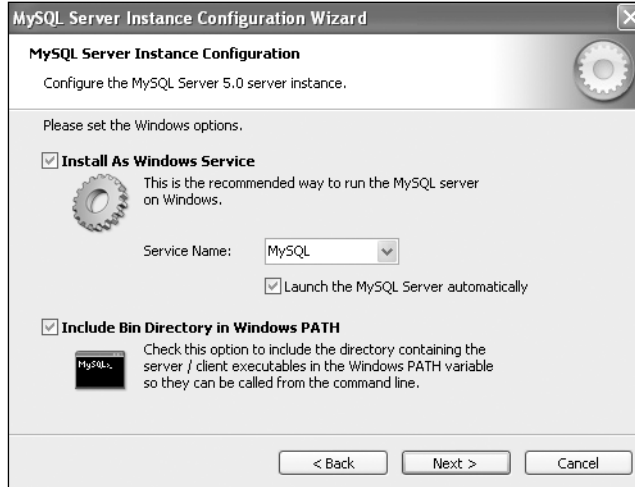 MySQL Server Instance Configuration Wizard
MySQL Server Instance Configuration
Configure the MySQL Server 5.0 server instance.
Please set the Windows options.
Install As Windows Service
This is the recommended way to run the MySQL server
on Windows.
Service Name:
MySQL
Launch the MySQL Server automatically
Include Bin Directory in Windows PATH
MySQL>_
Check this option to include the directory containing the
server / client executables in the Windows PATH variable
so they can be called from the command line.
< Back
Next >
Cancel